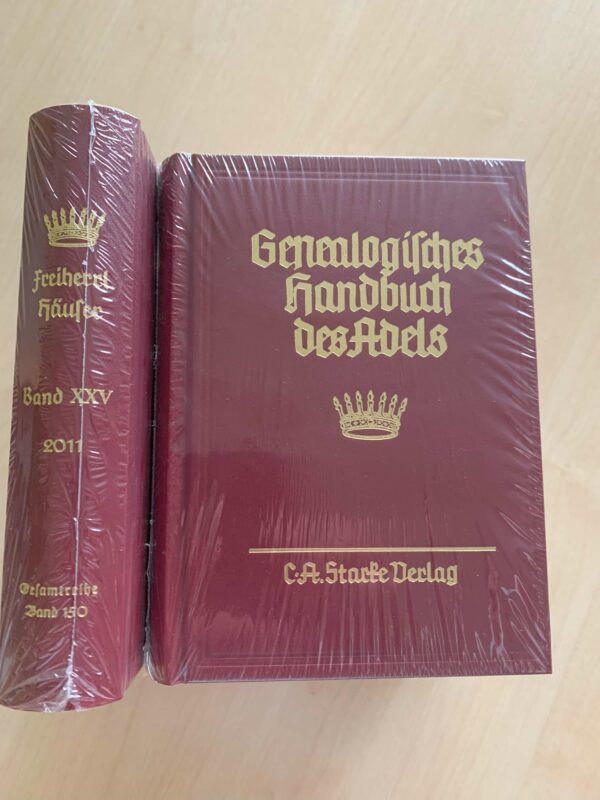 Freiherrl
Häuser
Band XXV
2011
Gesamtreihe
Band 150
Genealogisches
Handbuch
des Adels
C. A. Starke Verlag